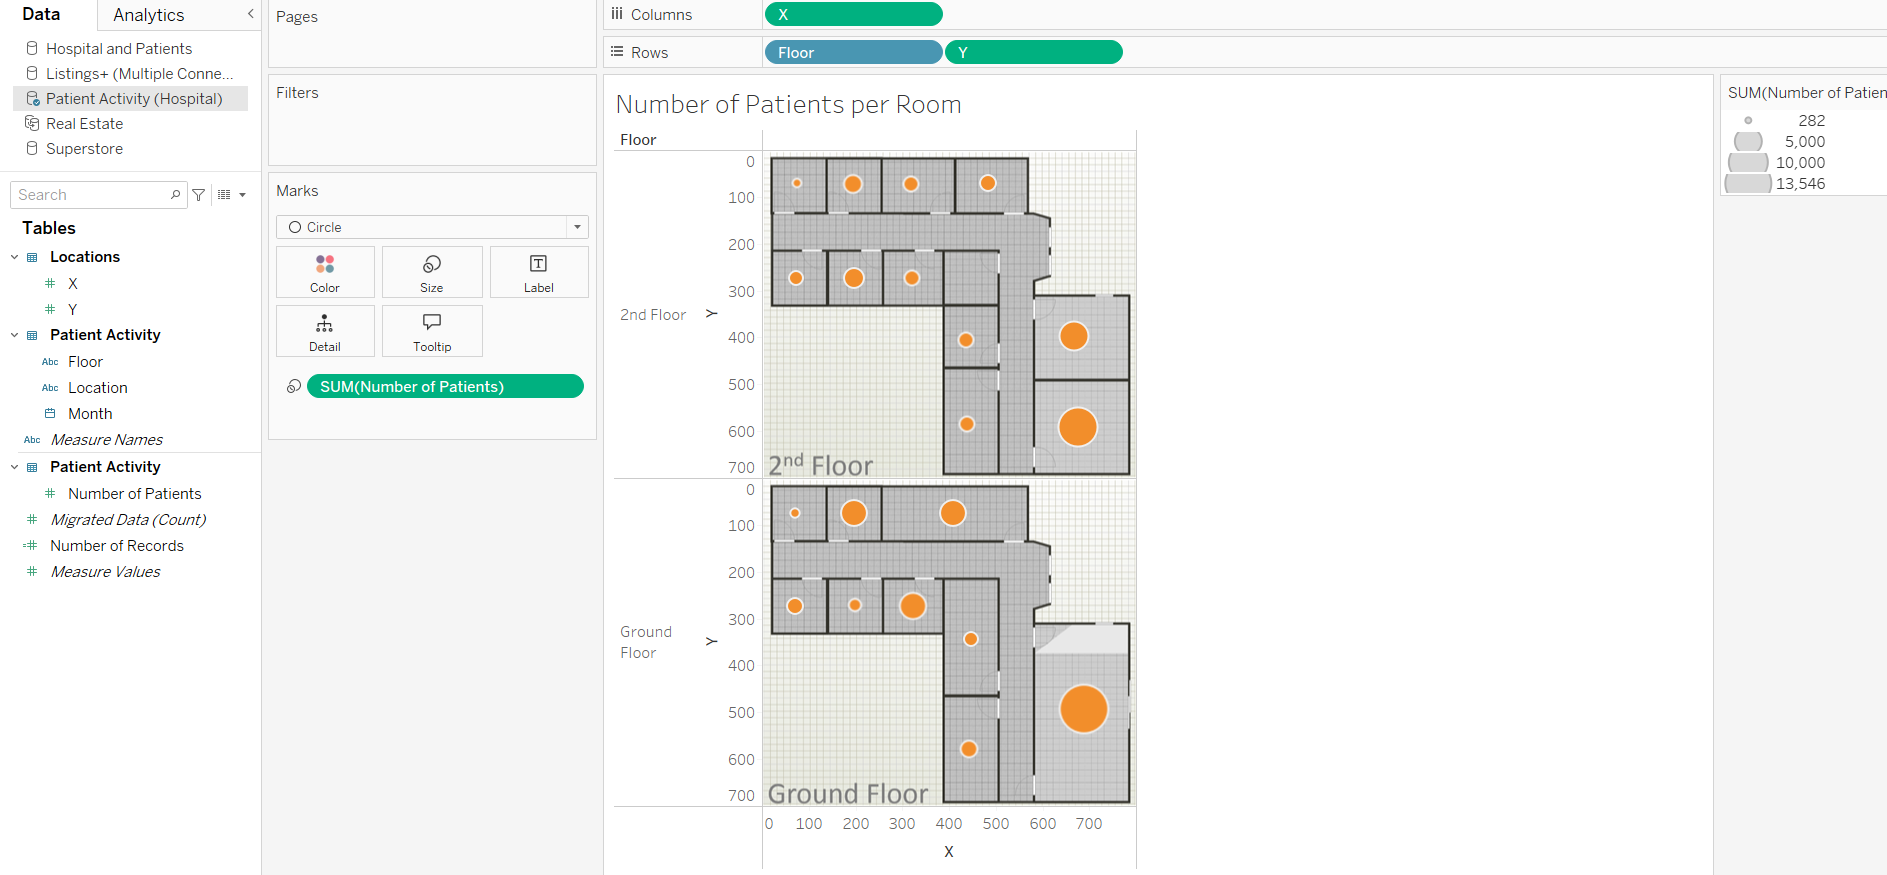 Data
Analytics
Hospital and Patients
Listings+ (Multiple Conne...
Patient Activity (Hospital)
Real Estate
Superstore
Search
Tables
Locations
X
Y
Patient Activity
Floor
Location
Month
Measure Names
Patient Activity
Number of Patients
Migrated Data (Count)
Number of Records
Measure Values
Pages
Filters
Marks
Circle
Color
Size
Label
Detail
Tooltip
SUM(Number of Patients)
Columns
X
Rows
Floor
Y
Number of Patients per Room
Floor
2nd Floor
Y
0
100
200
300
400
500
600
700
2nd Floor
Ground
Floor
Y
0
100
200
300
400
500
600
700
Ground Floor
0 100 200 300 400 500 600 700
X
SUM(Number of Patien
282
5,000
10,000
13,546